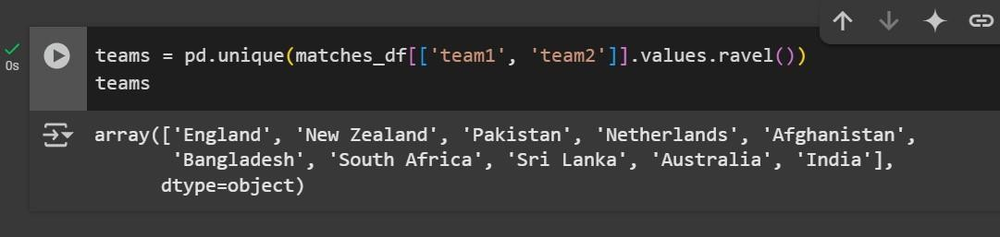 0s
teams = pd.unique(matches_df[['team1', 'team2']].values.ravel())
teams
array(['England', 'New Zealand', 'Pakistan', 'Netherlands', 'Afghanistan',
       'Bangladesh', 'South Africa', 'Sri Lanka', 'Australia', 'India'],
      dtype=object)